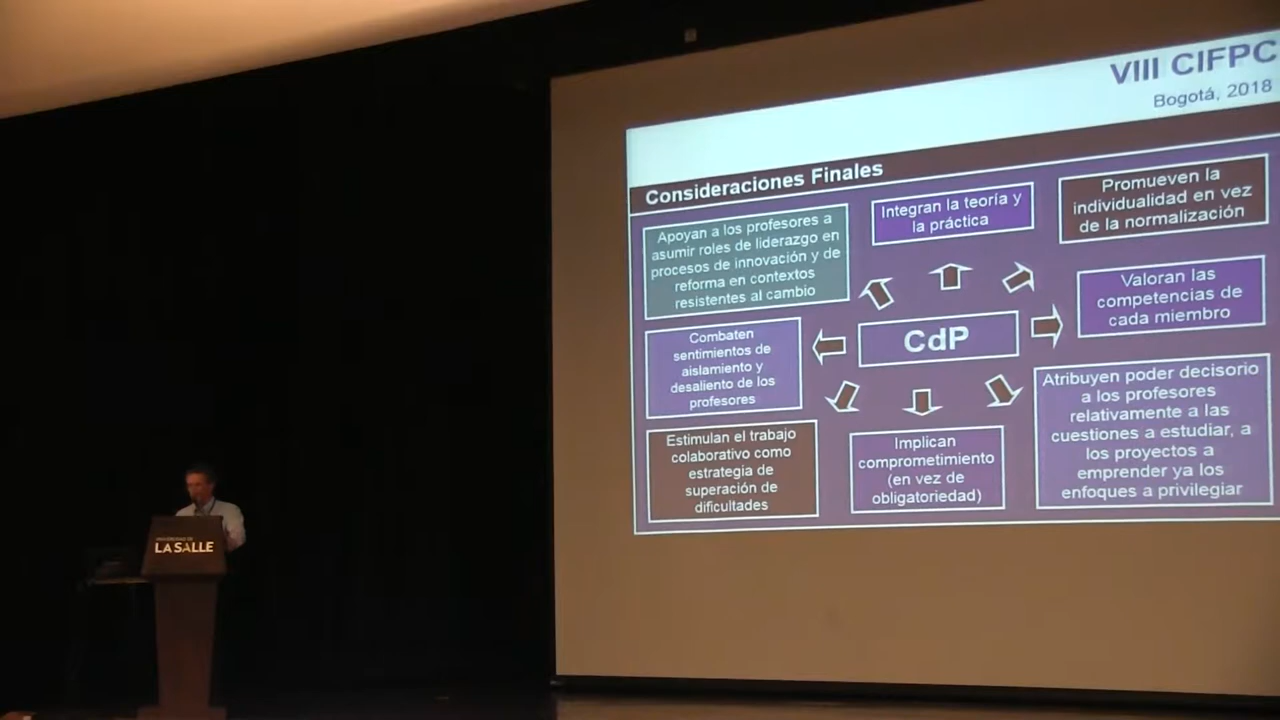 VIII CIFPC
Bogotá, 2018
Consideraciones Finales
Apoyan a los profesores a
asumir roles de liderazgo en
procesos de innovación y de
reforma en contextos
resistentes al cambio
Integran la teoría y
la práctica
Promueven la
individualidad en vez
de la normalización
Combaten
sentimientos de
aislamiento y
desaliento de los
profesores
CdP
Valoran las
competencias de
cada miembro
Estimulan el trabajo
colaborativo como
estrategia de
superación de
dificultades
Implican
comprometimiento
(en vez de
obligatoriedad)
Atribuyen poder decisorio
a los profesores
relativamente a las
cuestiones a estudiar, a
los proyectos a
emprender ya los
enfoques a privilegiar
UNIVERSIDAD DE
LA SALLE